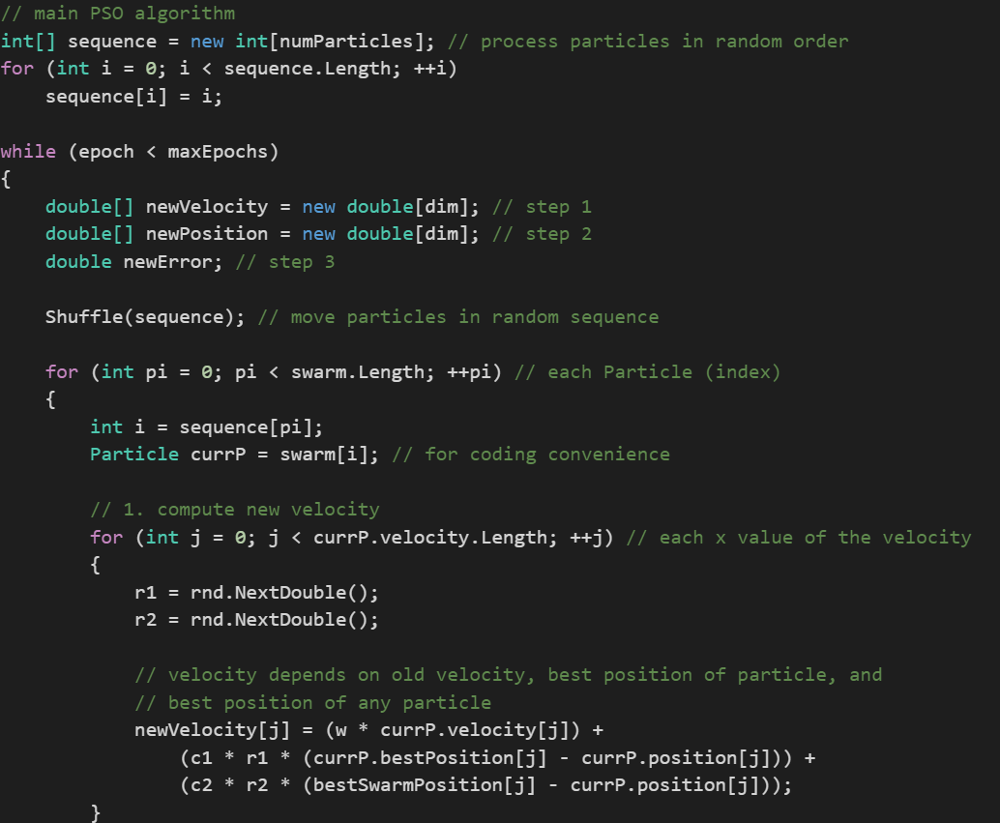 // main PSO algorithm
int[] sequence = new int[numParticles]; // process particles in random order
for (int i = 0; i < sequence.Length; ++i)
    sequence[i] = i;

while (epoch < maxEpochs)
{
    double[] newVelocity = new double[dim]; // step 1
    double[] newPosition = new double[dim]; // step 2
    double newError; // step 3

    Shuffle(sequence); // move particles in random sequence

    for (int pi = 0; pi < swarm.Length; ++pi) // each Particle (index)
    {
        int i = sequence[pi];
        Particle currP = swarm[i]; // for coding convenience

        // 1. compute new velocity
        for (int j = 0; j < currP.velocity.Length; ++j) // each x value of the velocity
        {
            r1 = rnd.NextDouble();
            r2 = rnd.NextDouble();

            // velocity depends on old velocity, best position of particle, and
            // best position of any particle
            newVelocity[j] = (w * currP.velocity[j]) +
                (c1 * r1 * (currP.bestPosition[j] - currP.position[j])) +
                (c2 * r2 * (bestSwarmPosition[j] - currP.position[j]));
        }